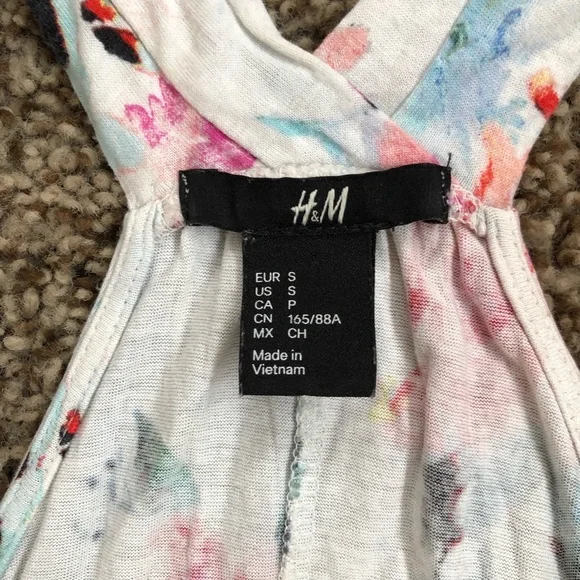 H&M
EUR S
US S
CA P
CN 165/88A
MX CH
Made in
Vietnam